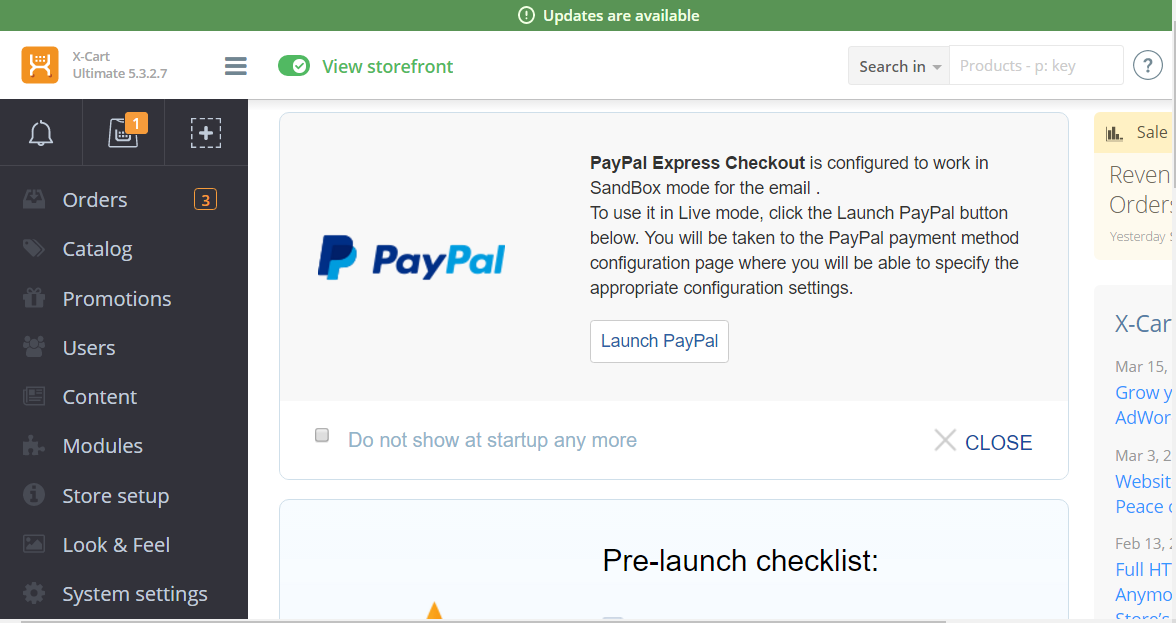 Updates are available
X-Cart
Ultimate 5.3.2.7
View storefront
Search in
Products - p: key
?
1
Orders
3
Catalog
Promotions
Users
Content
Modules
Store setup
Look & Feel
System settings
PayPal
PayPal Express Checkout is configured to work in
SandBox mode for the email .
To use it in Live mode, click the Launch PayPal button
below. You will be taken to the PayPal payment method
configuration page where you will be able to specify the
appropriate configuration settings.
Launch PayPal
Do not show at startup any more
CLOSE
Pre-launch checklist:
Sale
Reven
Orders
Yesterday
X-Car
Mar 15,
Grow y
AdWor
Mar 3, 2
Websit
Peace
Feb 13,
Full HT
Anymo
Store's